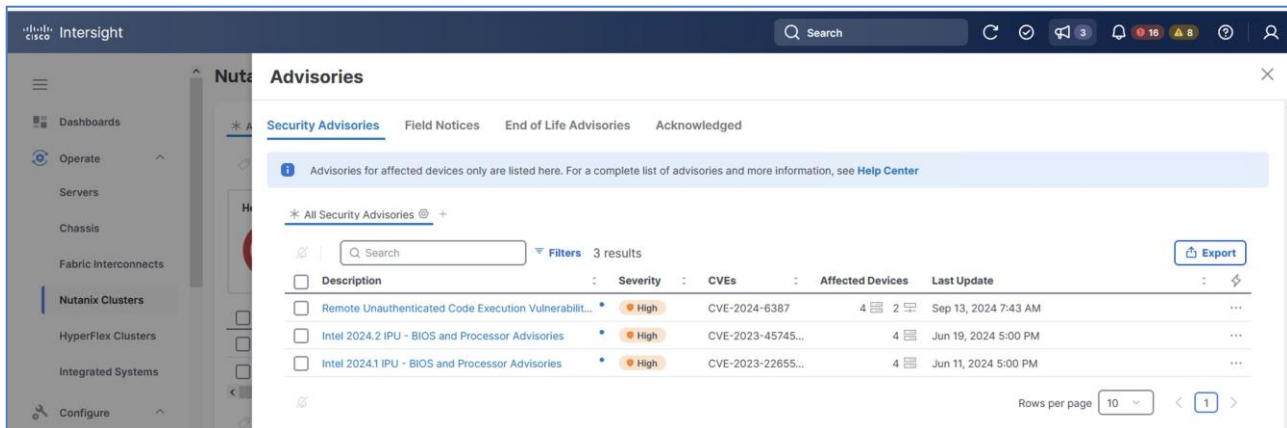 CISCO Intersight Search 3 16 8
Nuta Advisories
Dashboards
Operate
Servers
Chassis
Fabric Interconnects
Nutanix Clusters
HyperFlex Clusters
Integrated Systems
Configure
* A
He
Security Advisories Field Notices End of Life Advisories Acknowledged
Advisories for affected devices only are listed here. For a complete list of advisories and more information, see Help Center
* All Security Advisories +
Search Filters 3 results Export
Description Severity CVEs Affected Devices Last Update
Remote Unauthenticated Code Execution Vulnerabilit... High CVE-2024-6387 4 2 Sep 13, 2024 7:43 AM ...
Intel 2024.2 IPU - BIOS and Processor Advisories High CVE-2023-45745... 4 Jun 19, 2024 5:00 PM ...
Intel 2024.1 IPU - BIOS and Processor Advisories High CVE-2023-22655... 4 Jun 11, 2024 5:00 PM ...
Rows per page 10 < 1 >